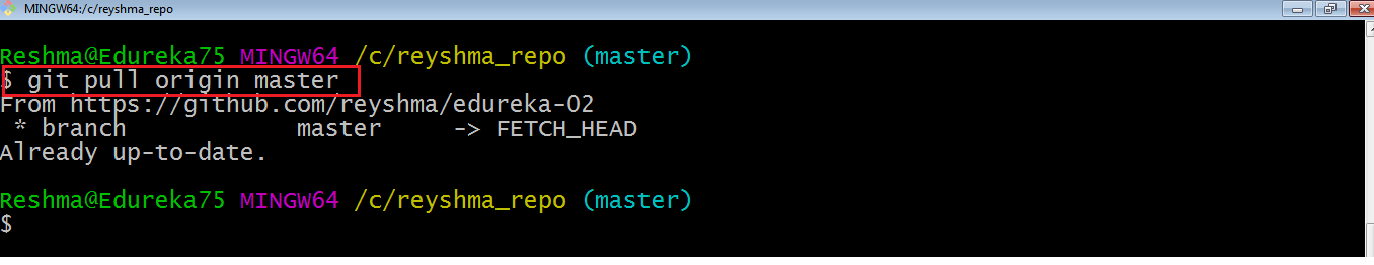 MINGW64:/c/reyshma_repo
Reshma@Edureka75 MINGW64 /c/reyshma_repo (master)
$ git pull origin master
From https://github.com/reyshma/edureka-02
 * branch            master     -> FETCH_HEAD
Already up-to-date.
Reshma@Edureka75 MINGW64 /c/reyshma_repo (master)
$